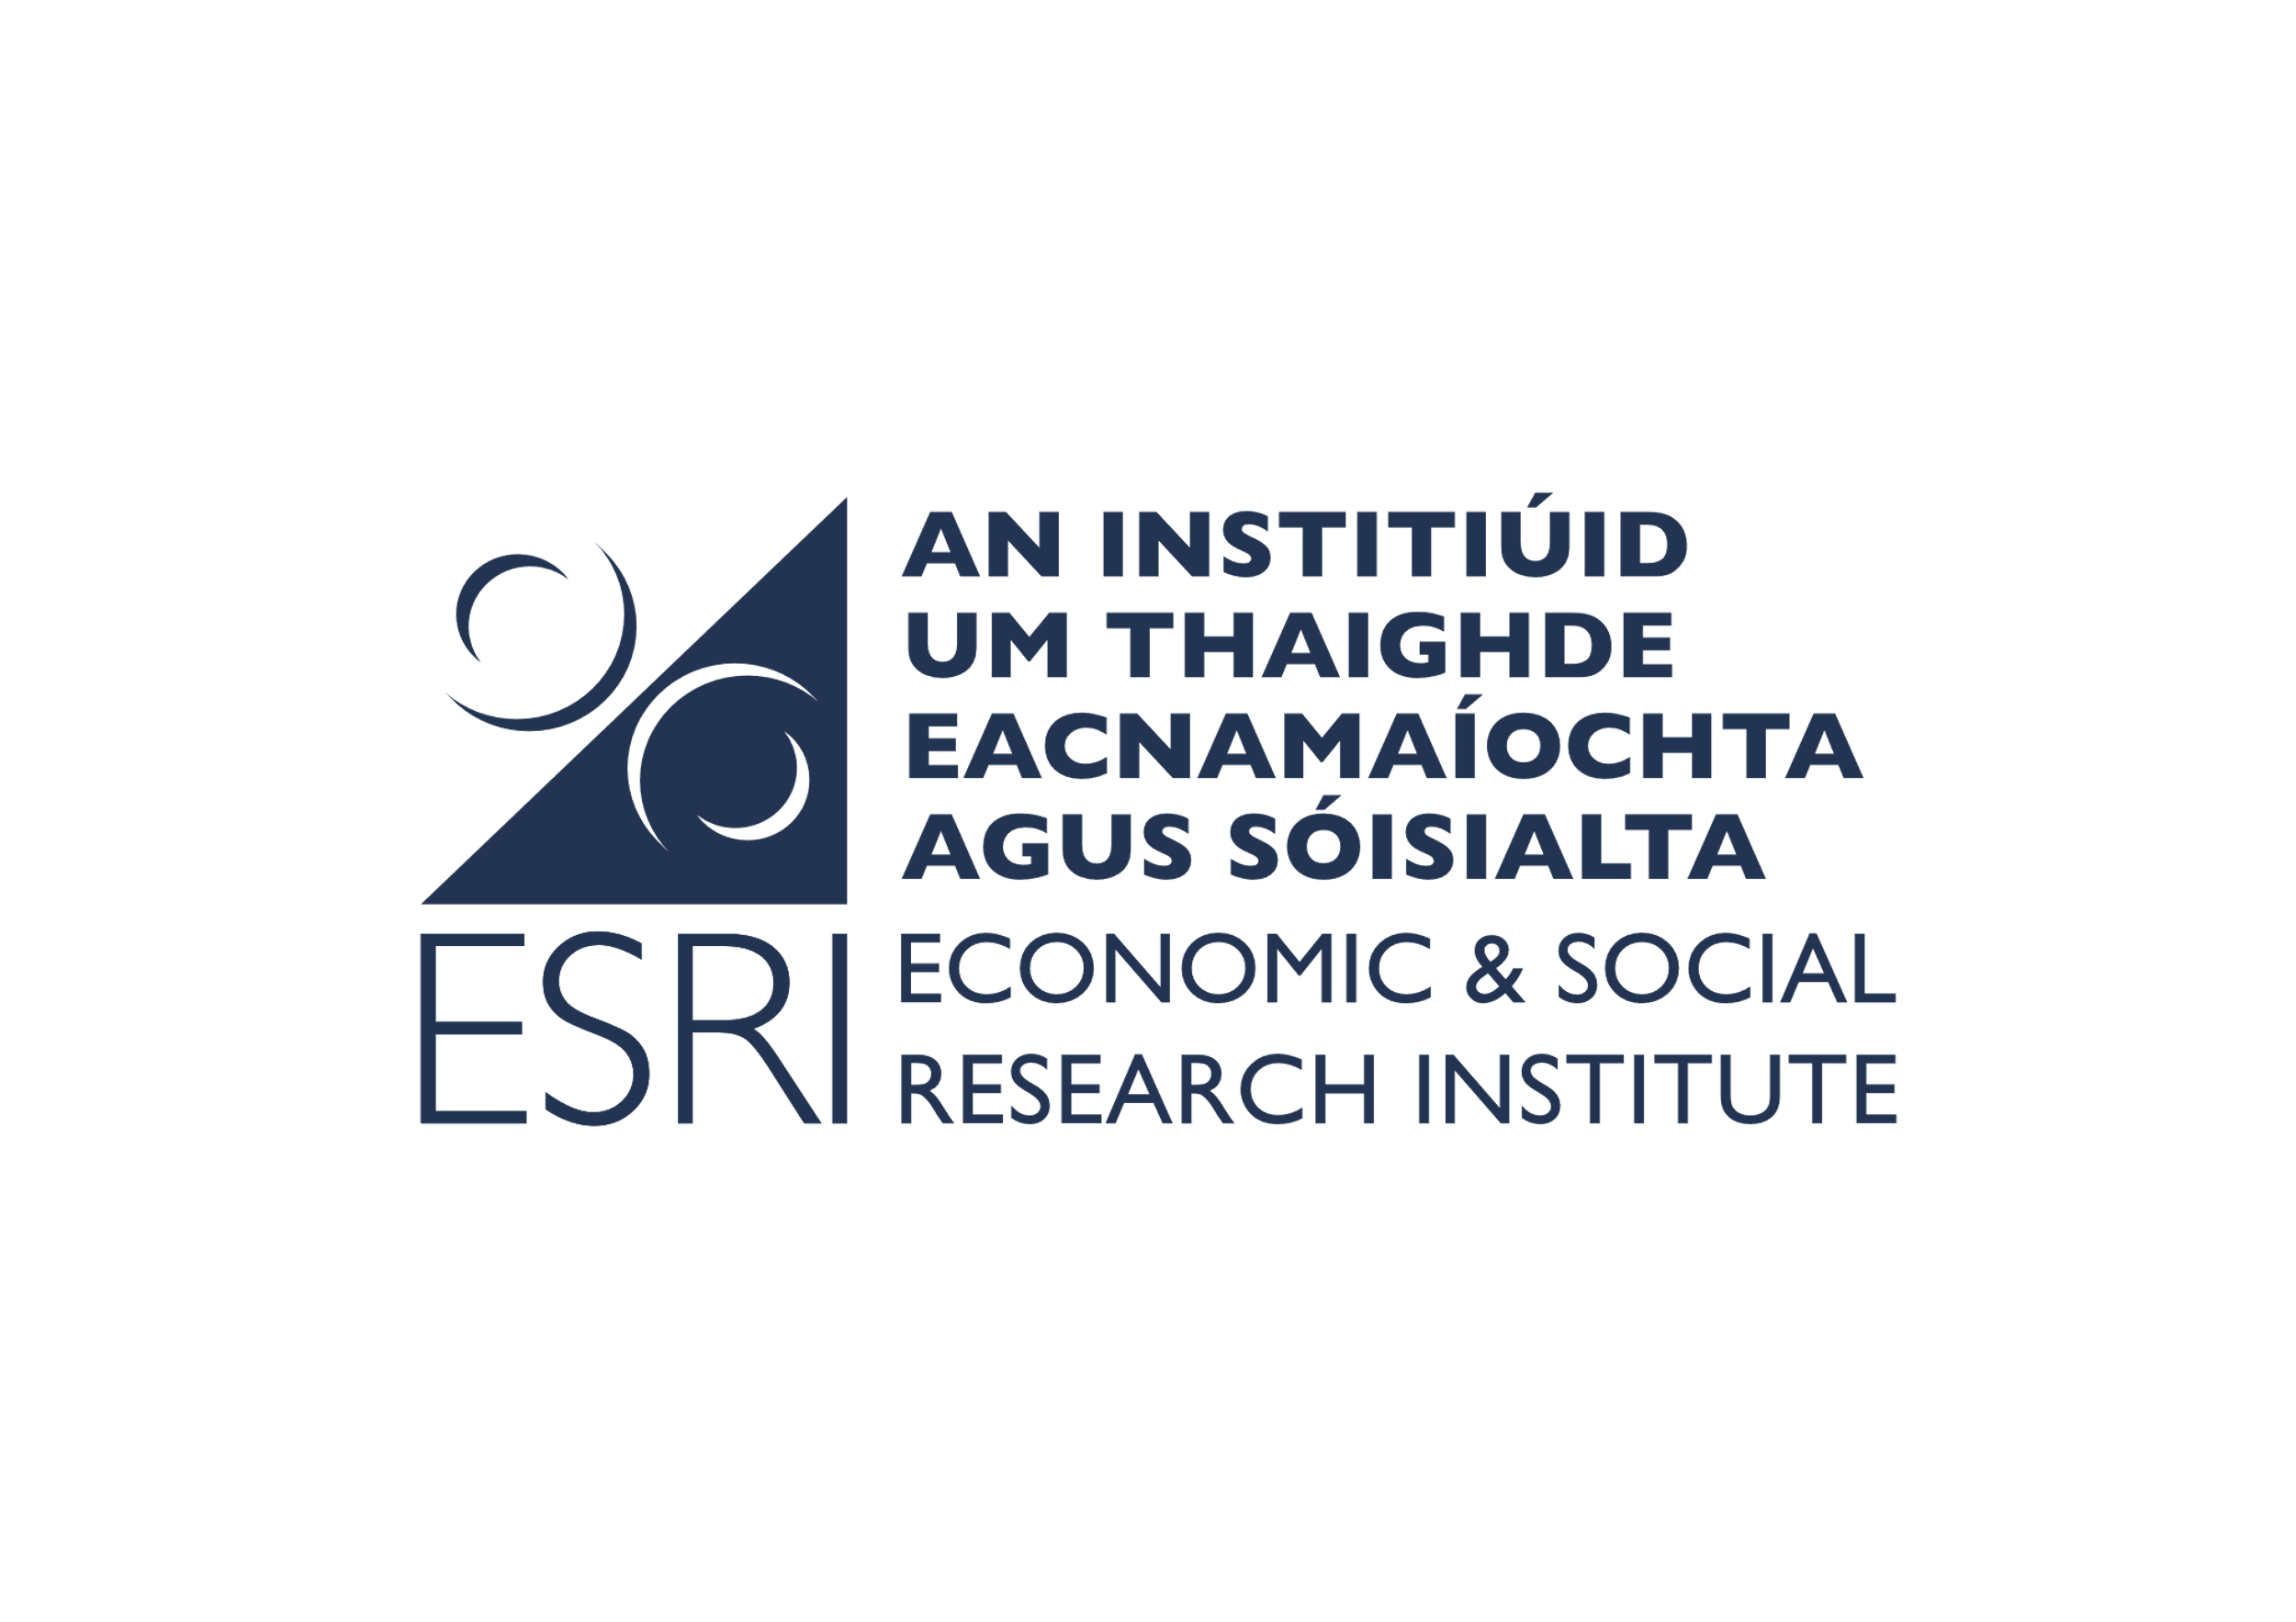 ESRI
AN INSTITIÚID
UM THAIGHDE
EACNAMAÍOCHTA
AGUS SÓISIALTA
ECONOMIC & SOCIAL
RESEARCH INSTITUTE